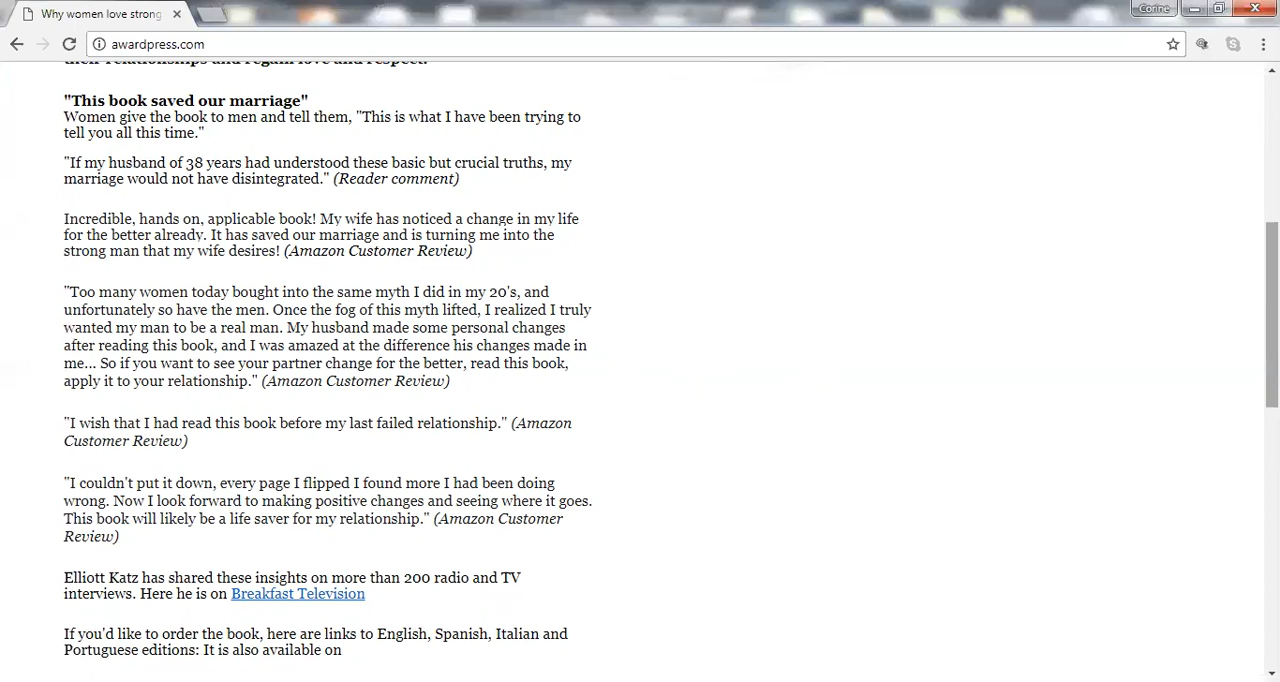 Why women love strong
Corine
awardpress.com
their relationships and regain love and respect.
"This book saved our marriage"
Women give the book to men and tell them, "This is what I have been trying to
tell you all this time."
"If my husband of 38 years had understood these basic but crucial truths, my
marriage would not have disintegrated." (Reader comment)
Incredible, hands on, applicable book! My wife has noticed a change in my life
for the better already. It has saved our marriage and is turning me into the
strong man that my wife desires! (Amazon Customer Review)
"Too many women today bought into the same myth I did in my 20's, and
unfortunately so have the men. Once the fog of this myth lifted, I realized I truly
wanted my man to be a real man. My husband made some personal changes
after reading this book, and I was amazed at the difference his changes made in
me... So if you want to see your partner change for the better, read this book,
apply it to your relationship." (Amazon Customer Review)
"I wish that I had read this book before my last failed relationship." (Amazon
Customer Review)
"I couldn't put it down, every page I flipped I found more I had been doing
wrong. Now I look forward to making positive changes and seeing where it goes.
This book will likely be a life saver for my relationship." (Amazon Customer
Review)
Elliott Katz has shared these insights on more than 200 radio and TV
interviews. Here he is on Breakfast Television
If you'd like to order the book, here are links to English, Spanish, Italian and
Portuguese editions: It is also available on